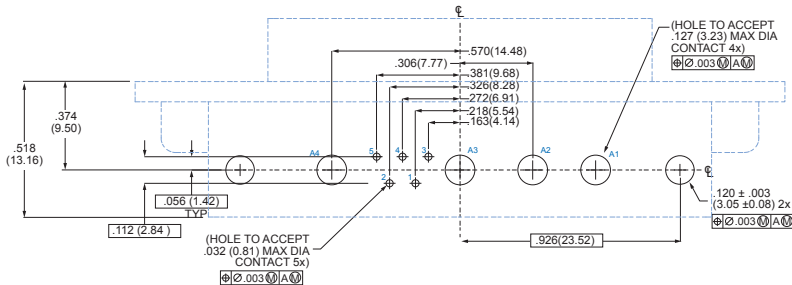 ℄
(HOLE TO ACCEPT
.127 (3.23) MAX DIA
CONTACT 4x)
⌖ Ø.003 Ⓜ A Ⓜ
.570(14.48)
.306(7.77)
.381(9.68)
.326(8.28)
.272(6.91)
.218(5.54)
.163(4.14)
.374
(9.50)
.518
(13.16)
A4
5
4
3
A3
A2
A1
℄
2
1
.056 (1.42)
TYP
.112 (2.84 )
.120 ± .003
(3.05 ±0.08) 2x
⌖ Ø.003 Ⓜ A Ⓜ
(HOLE TO ACCEPT
.032 (0.81) MAX DIA
CONTACT 5x)
⌖ Ø.003 Ⓜ A Ⓜ
.926(23.52)